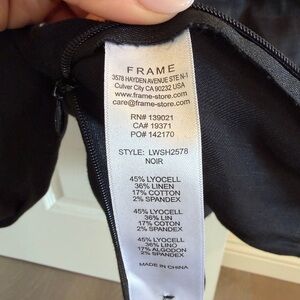 FRAME
3578 HAYDEN AVENUE STE N-1
Culver City CA 90232 USA
www.frame-store.com
care@frame-store.com
RN# 139021
CA# 19371
PO# 142170
STYLE: LWSH2578
NOIR
45% LYOCELL
36% LINEN
17% COTTON
2% SPANDEX
45% LYOCELL
36% LIN
17% COTON
2% SPANDEX
45% LYOCELL
36% LINO
17% ALGODON
2% SPANDEX
MADE IN CHINA